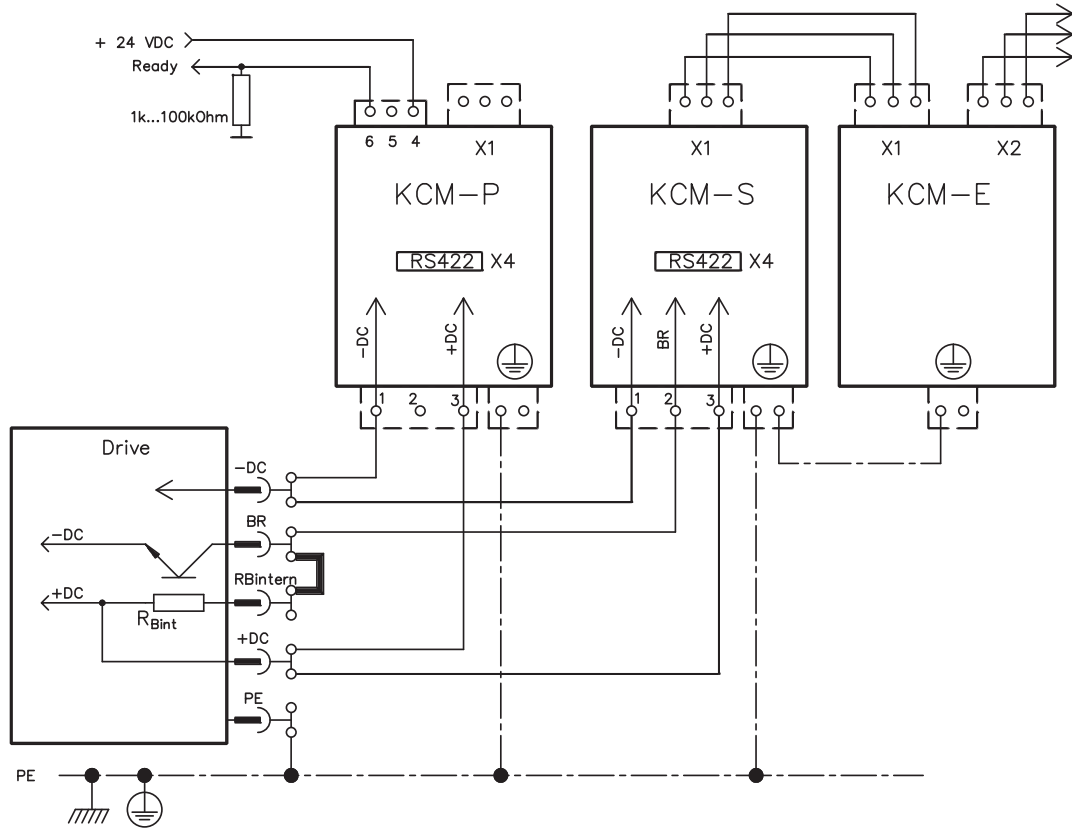 + 24 VDC
Ready
1k...100kOhm
6 5 4
X1
X1
X1
X2
KCM-P
KCM-S
KCM-E
RS422 X4
RS422 X4
-DC
+DC
-DC
BR
+DC
1 2 3
1 2 3
Drive
-DC
BR
-DC
RBintern
+DC
RBint
+DC
PE
PE